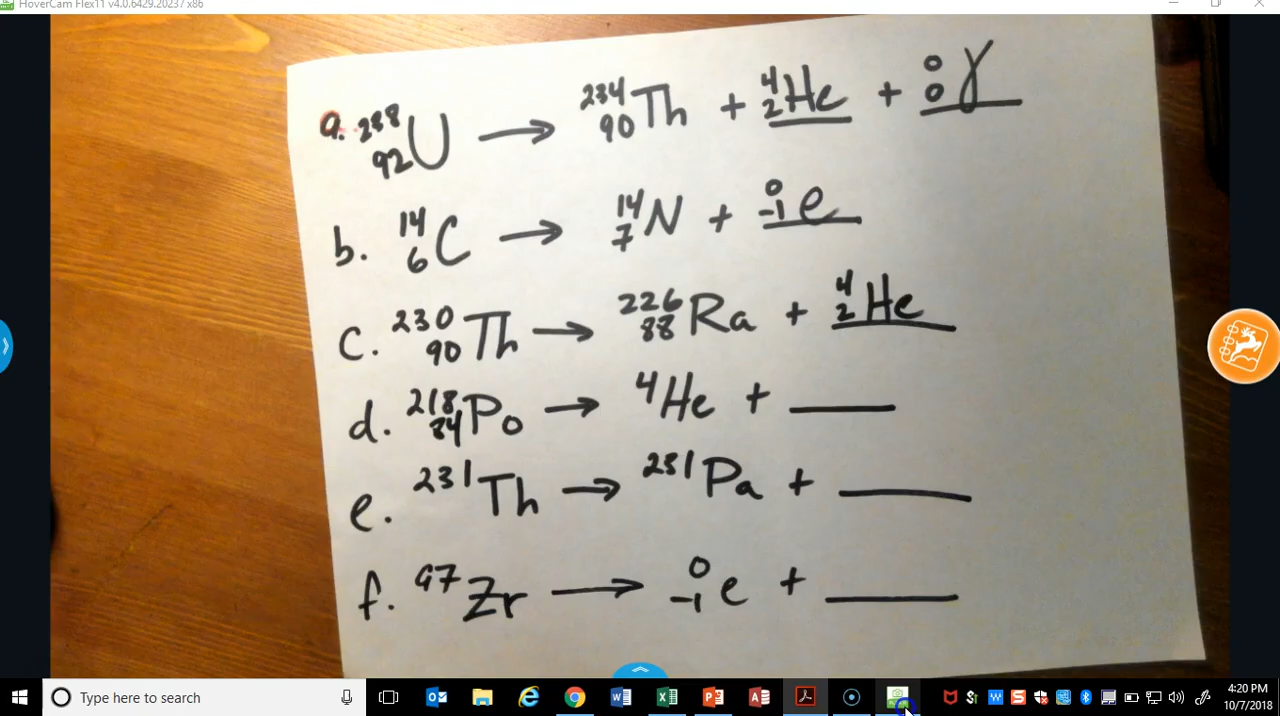 HoverCam Flex11 v4.0.6429.20237 x86
a. ²³⁸₉₂U → ²³⁴₉₀Th + ⁴₂He + ⁰₀γ
b. ¹⁴₆C → ¹⁴₇N + ⁰₋₁e
c. ²³⁰₉₀Th → ²²⁶₈₈Ra + ⁴₂He
d. ²¹⁸₈₄Po → ⁴He + ____
e. ²³¹Th → ²³¹Pa + ____
f. ⁹⁷Zr → ⁰₋₁e + ____
Type here to search
4:20 PM
10/7/2018